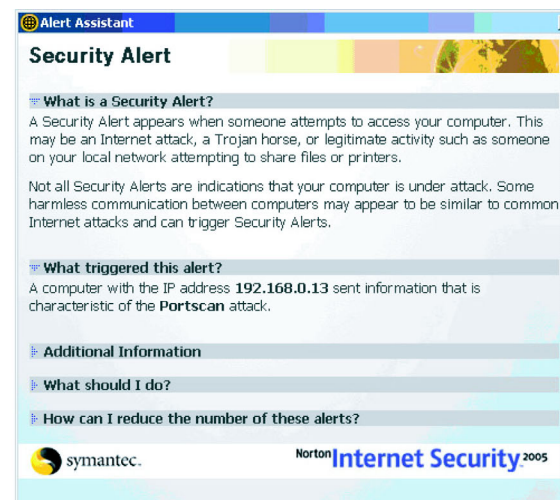 Alert Assistant
Security Alert
What is a Security Alert?
A Security Alert appears when someone attempts to access your computer. This
may be an Internet attack, a Trojan horse, or legitimate activity such as someone
on your local network attempting to share files or printers.
Not all Security Alerts are indications that your computer is under attack. Some
harmless communication between computers may appear to be similar to common
Internet attacks and can trigger Security Alerts.
What triggered this alert?
A computer with the IP address 192.168.0.13 sent information that is
characteristic of the Portscan attack.
Additional Information
What should I do?
How can I reduce the number of these alerts?
symantec.
Norton Internet Security 2005